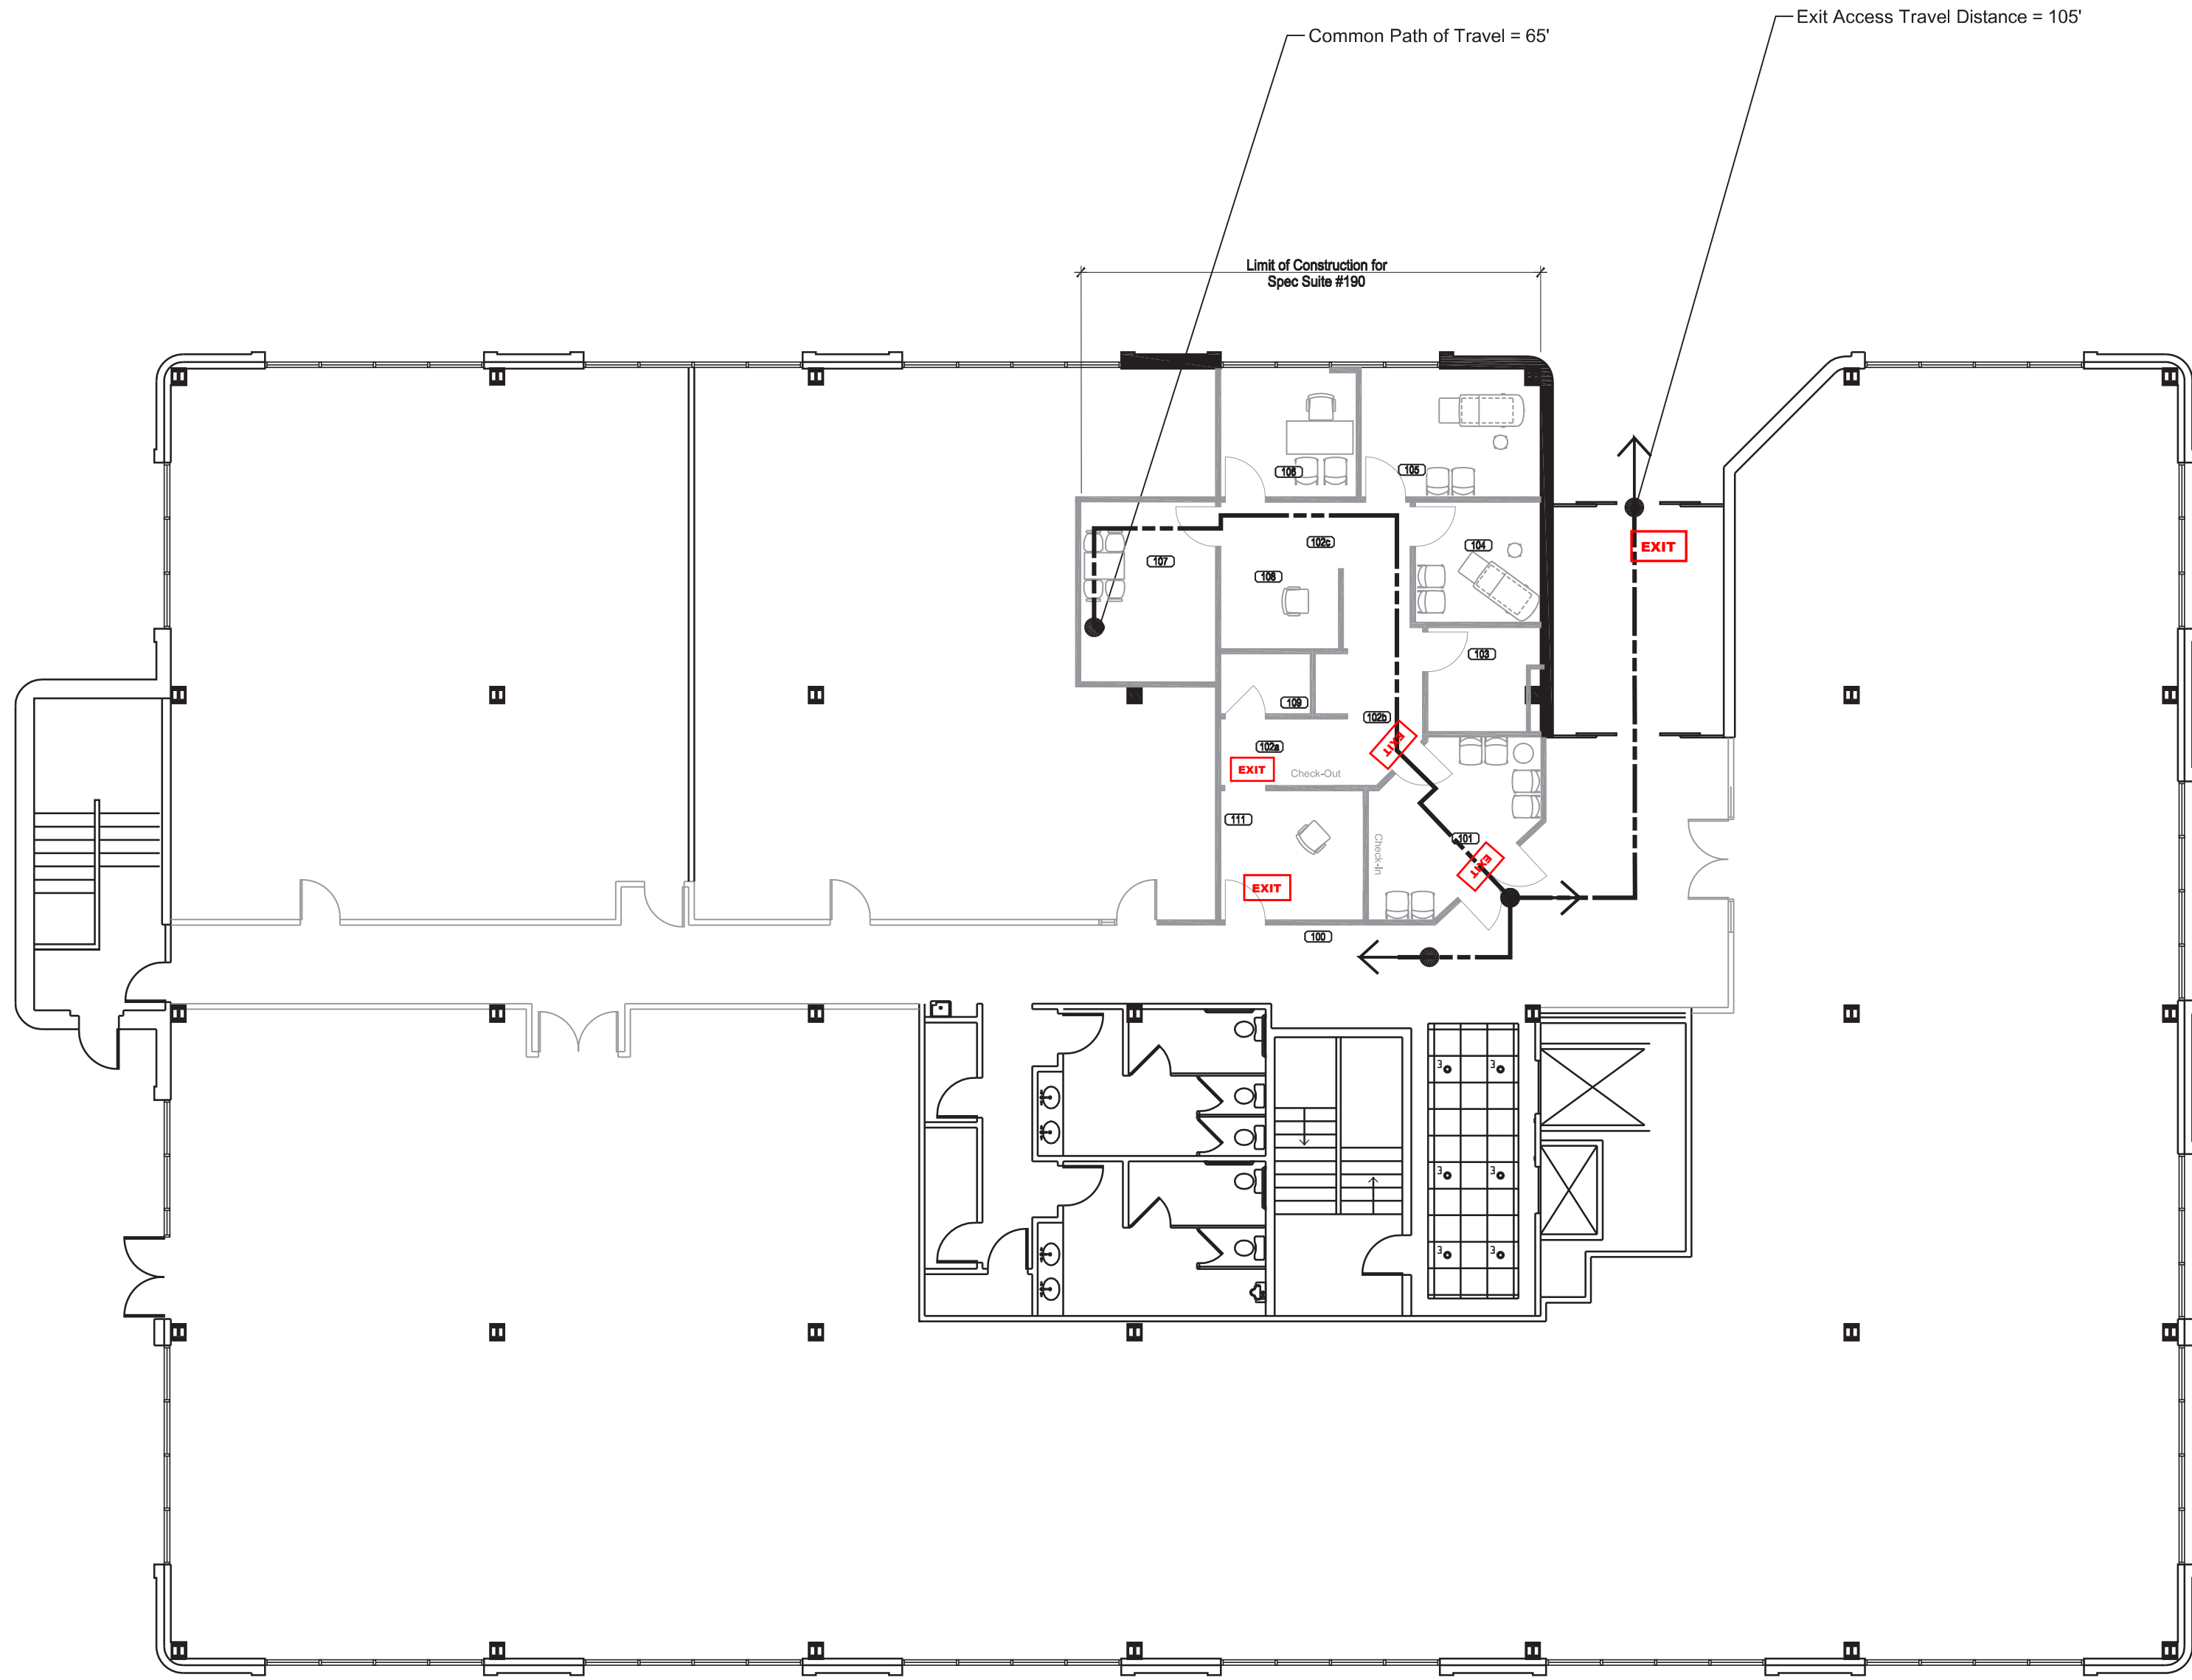 Exit Access Travel Distance = 105'
Common Path of Travel = 65'
Limit of Construction for
Spec Suite #190
106
105
102c
104
107
108
103
109
102b
102a
EXIT
EXIT
EXIT
Check-Out
111
101
Check-In
EXIT
EXIT
100